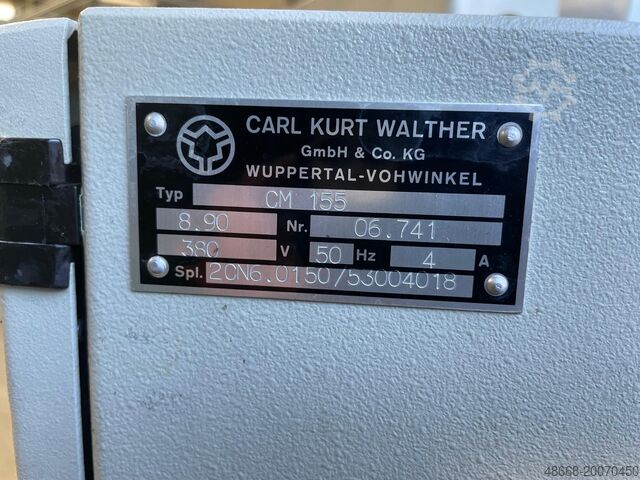 CARL KURT WALTHER
GmbH & Co. KG
WUPPERTAL-VOHWINKEL
Typ CM 155
8.90 Nr. 06.741
380 V 50 Hz 4 A
Spl. 2CN6.0150/53004018
48668-20070450